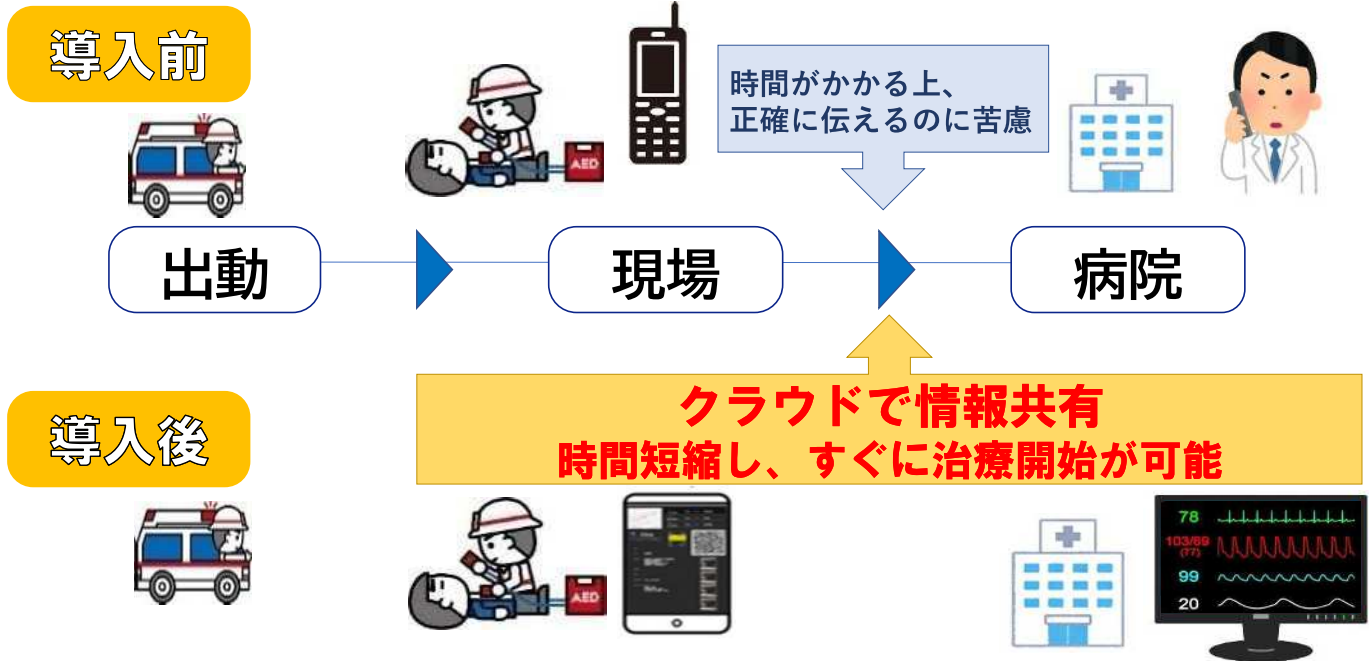 導入前
時間がかかる上、
正確に伝えるのに苦慮
AED
出動
現場
病院
クラウドで情報共有
時間短縮し、すぐに治療開始が可能
導入後
AED
78
103/69
(77)
99
20